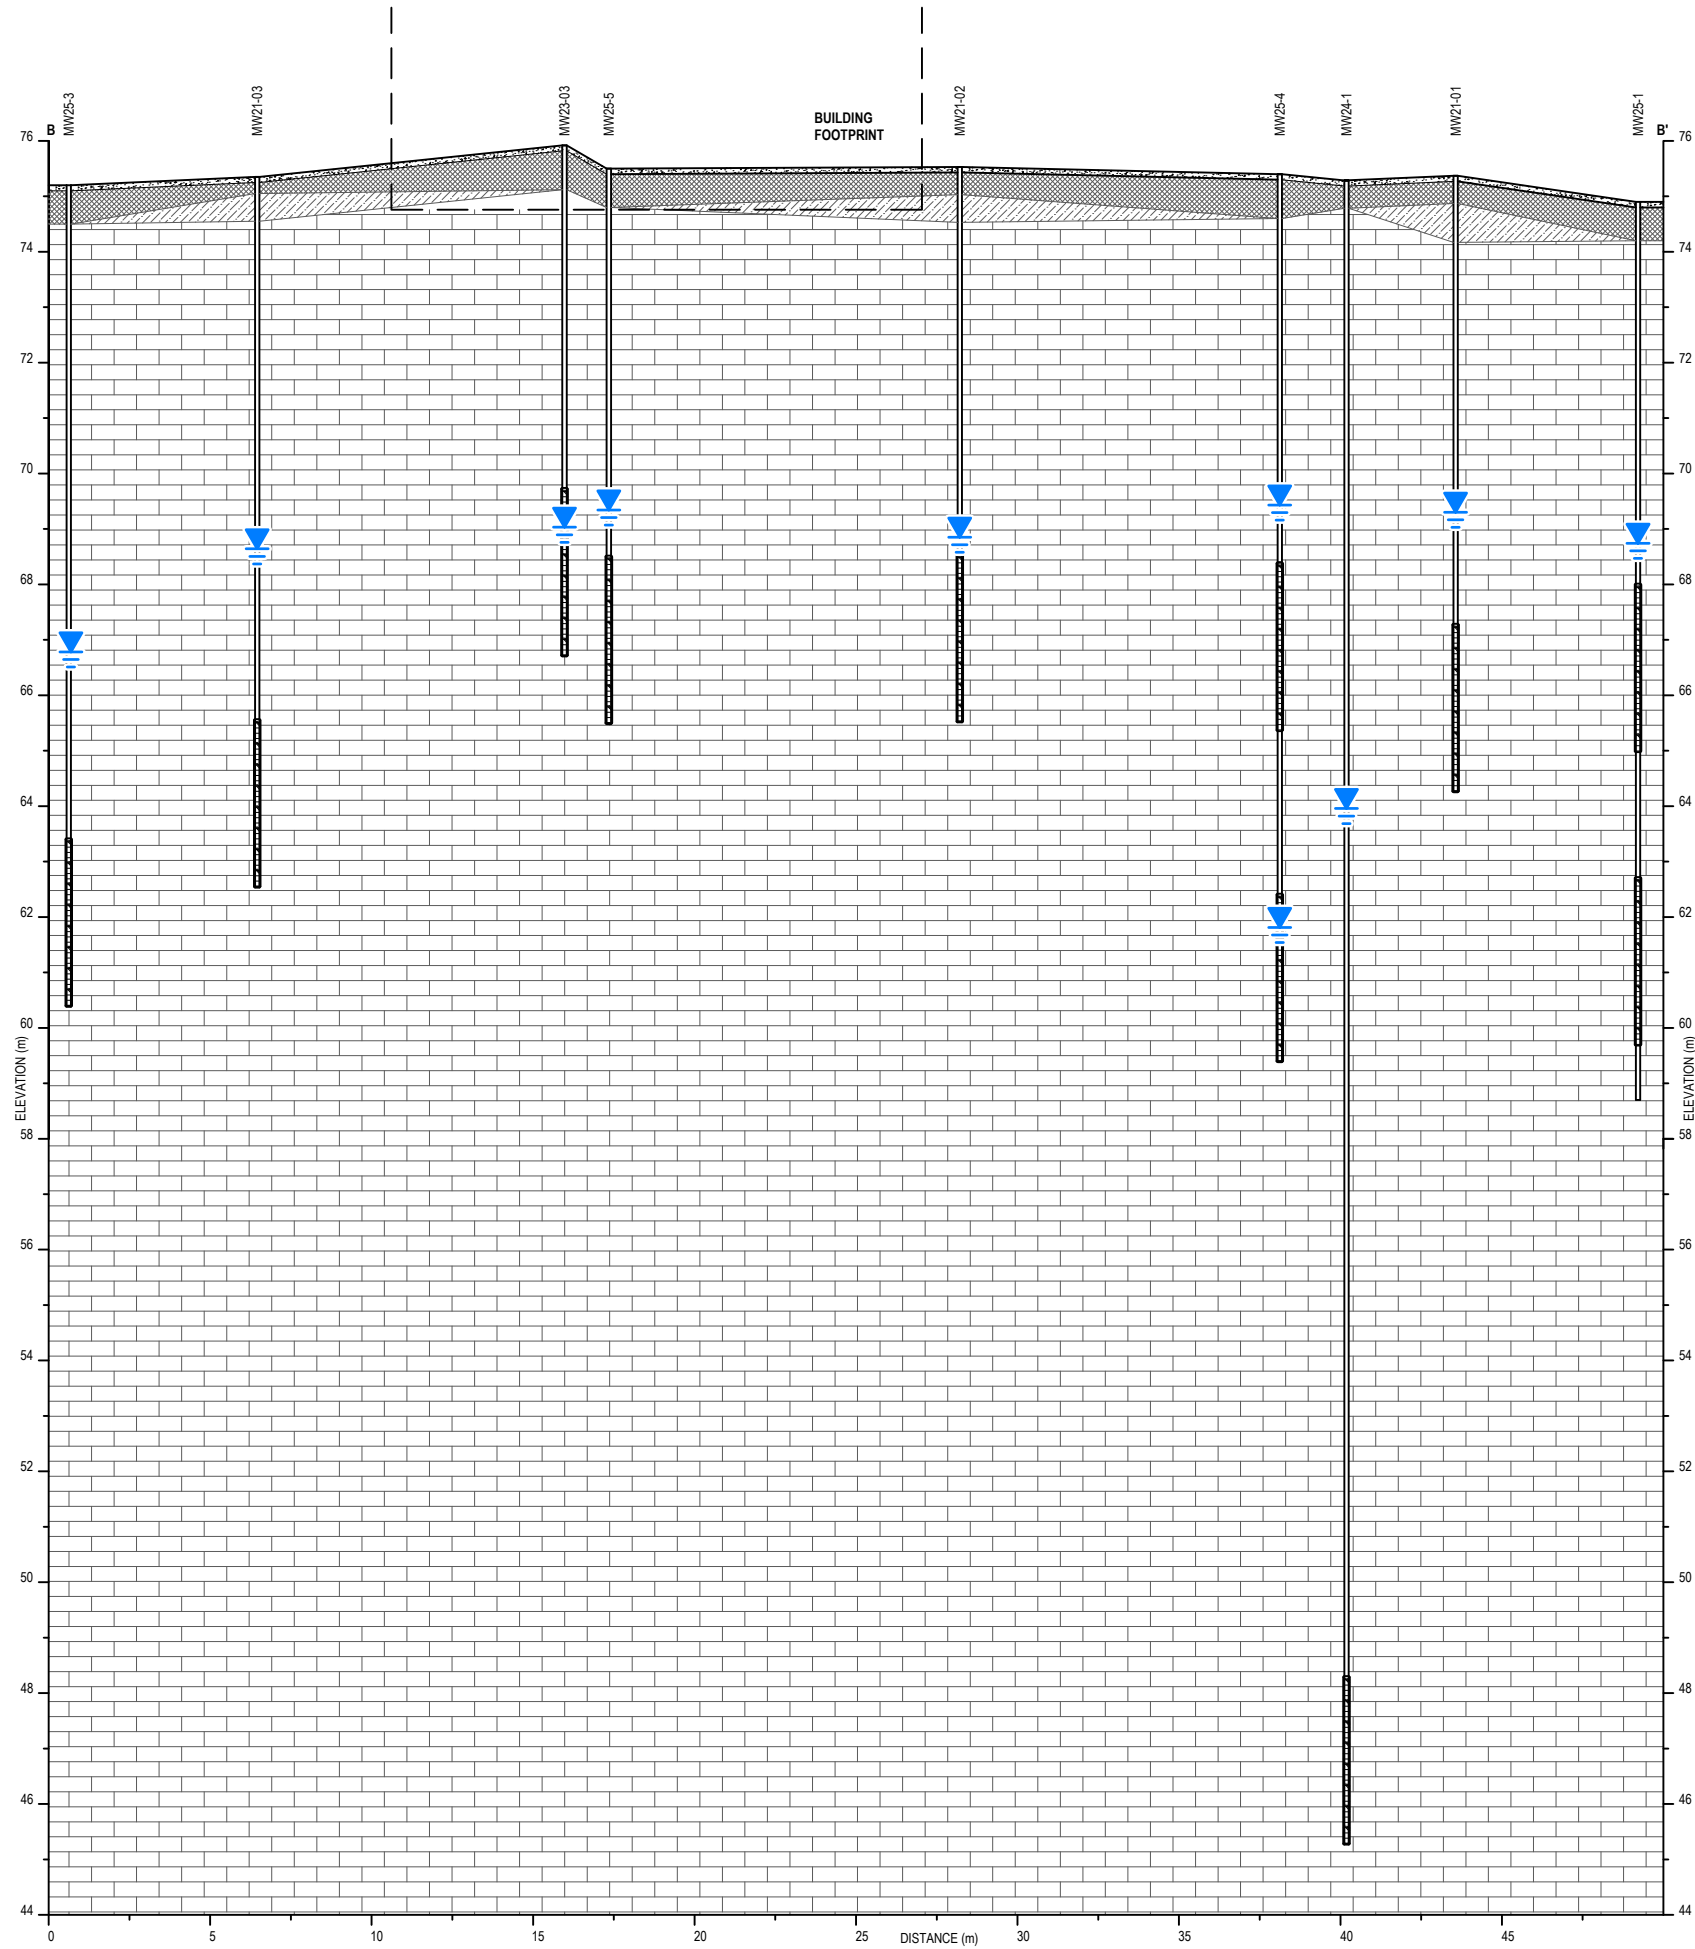 MW25-3
MW21-03
MW23-03
MW25-5
MW21-02
MW25-4
MW24-1
MW21-01
MW25-1
BUILDING
FOOTPRINT
B
B'
76
76
74
74
72
72
70
70
68
68
66
66
64
64
62
62
60
60
ELEVATION (m)
ELEVATION (m)
58
58
56
56
54
54
52
52
50
50
48
48
46
46
44
44
0
5
10
15
20
25
30
35
40
45
DISTANCE (m)